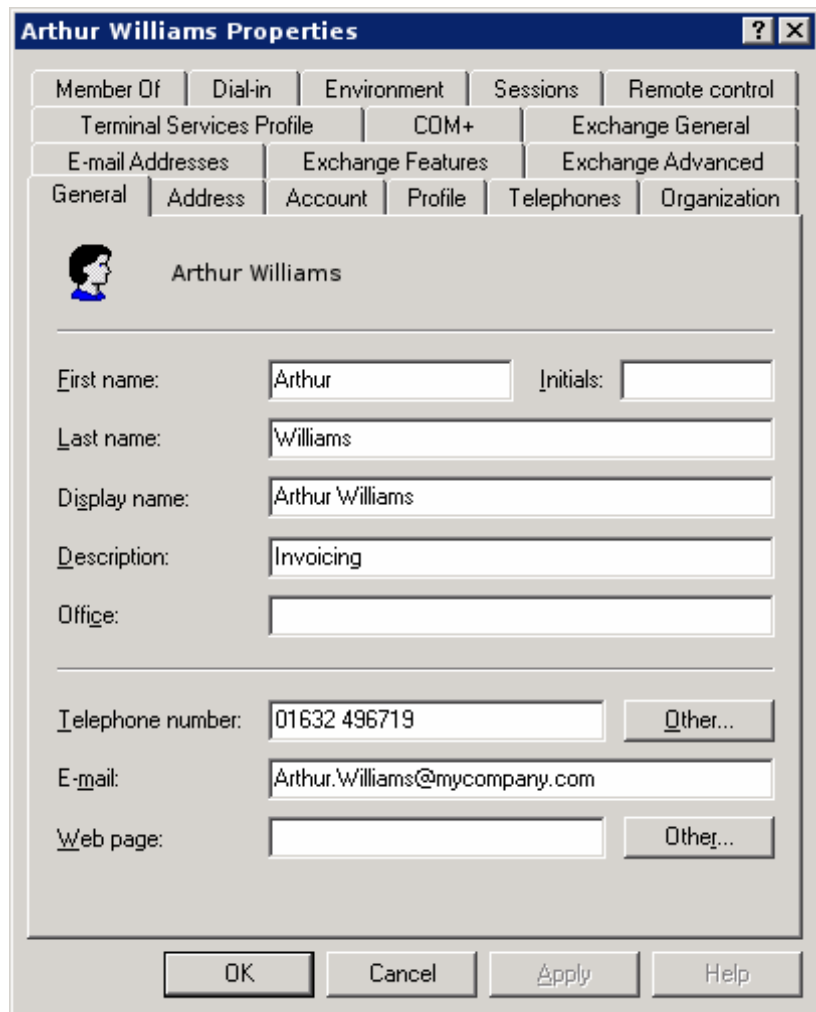 Arthur Williams Properties
Member Of Dial-in Environment Sessions Remote control
Terminal Services Profile COM+ Exchange General
E-mail Addresses Exchange Features Exchange Advanced
General Address Account Profile Telephones Organization
Arthur Williams
First name: Arthur Initials:
Last name: Williams
Display name: Arthur Williams
Description: Invoicing
Office:
Telephone number: 01632 496719 Other...
E-mail: Arthur.Williams@mycompany.com
Web page: Other...
OK Cancel Apply Help